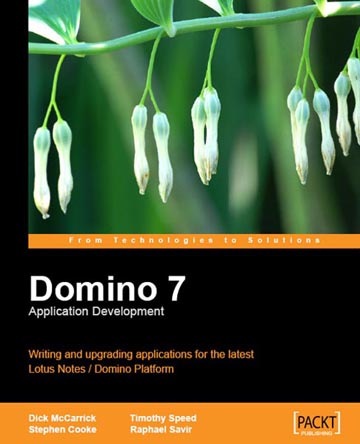 From Technologies to Solutions
Domino 7
Application Development
Writing and upgrading applications for the latest
Lotus Notes / Domino Platform
Dick McCarrick Timothy Speed
Stephen Cooke Raphael Savir
PACKT
PUBLISHING